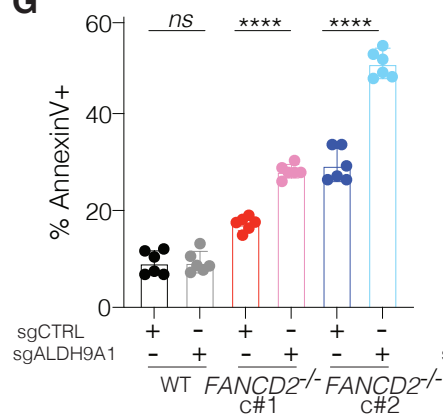 G
ns **** ****
60
40
20
0
% AnnexinV+
sgCTRL + - + - + -
sgALDH9A1 - + - + - +
WT FANCD2-/- FANCD2-/-
c#1 c#2